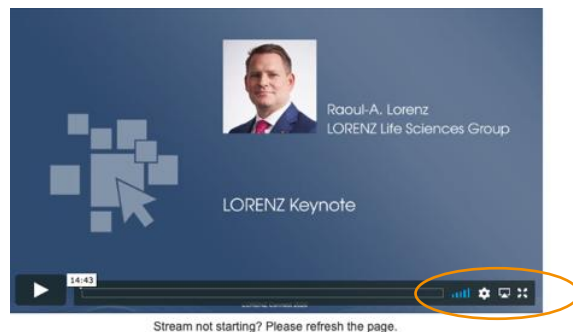 Raoul-A. Lorenz
LORENZ Life Sciences Group
LORENZ Keynote
14:43
Stream not starting? Please refresh the page.